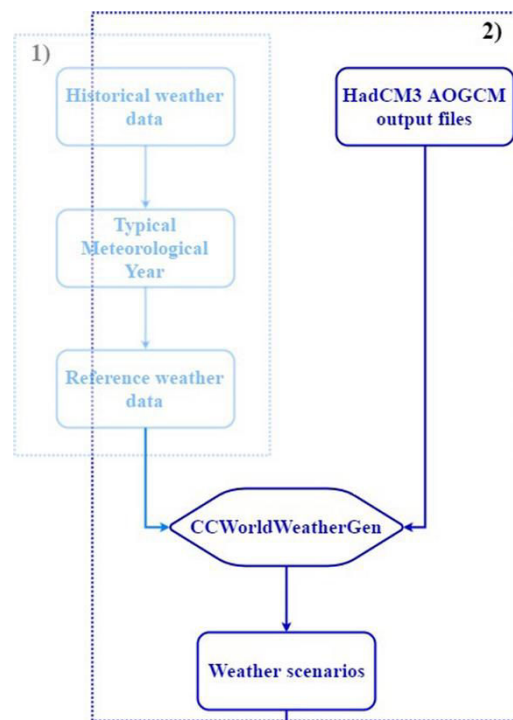 1)
2)
Historical weather
data
Typical
Meteorological
Year
Reference weather
data
HadCM3 AOGCM
output files
CCWorldWeatherGen
Weather scenarios